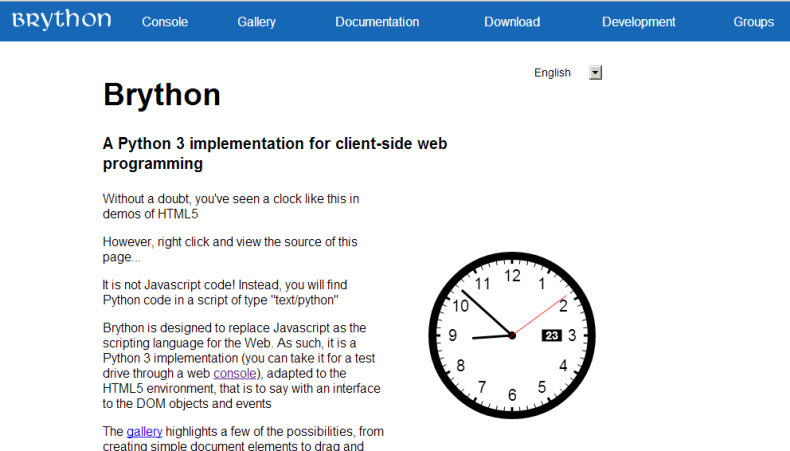 BRYTHON Console Gallery Documentation Download Development Groups
English
Brython
A Python 3 implementation for client-side web
programming
Without a doubt, you've seen a clock like this in
demos of HTML5
However, right click and view the source of this
page...
It is not Javascript code! Instead, you will find
Python code in a script of type "text/python"
Brython is designed to replace Javascript as the
scripting language for the Web. As such, it is a
Python 3 implementation (you can take it for a test
drive through a web console), adapted to the
HTML5 environment, that is to say with an interface
to the DOM objects and events
The gallery highlights a few of the possibilities, from
creating simple document elements to drag and
12
11 1
10 2
9 23 3
8 4
7 5
6